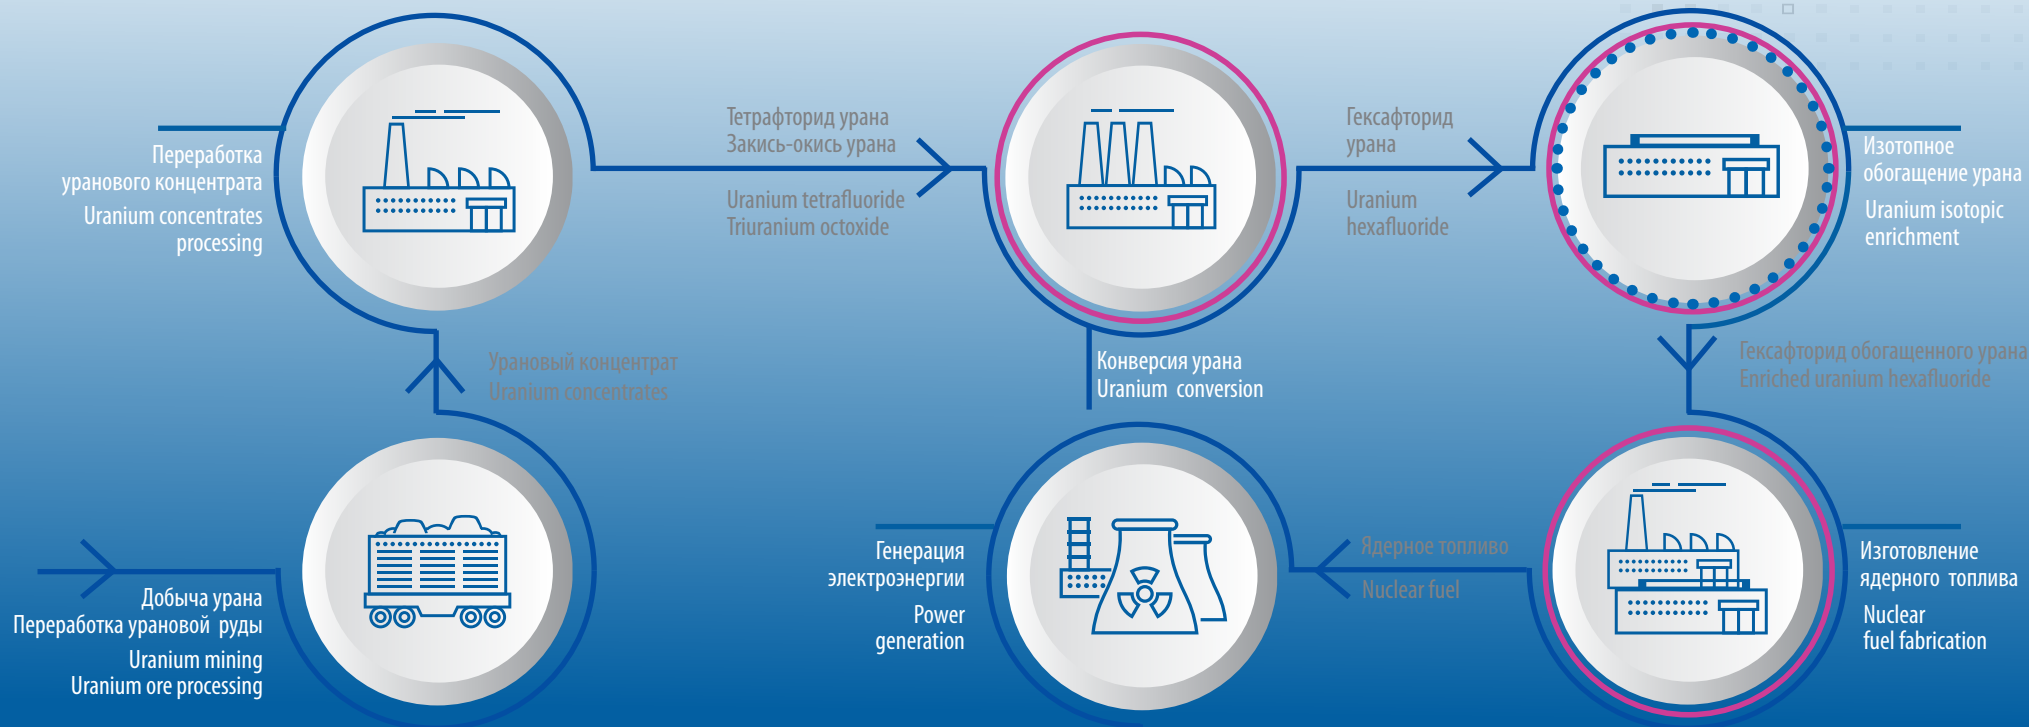 Переработка
уранового концентрата
Uranium concentrates
processing
Тетрафторид урана
Закись-окись урана
Uranium tetrafluoride
Triuranium octoxide
Гексафторид
урана
Uranium
hexafluoride
Изотопное
обогащение урана
Uranium isotopic
enrichment
Урановый концентрат
Uranium concentrates
Конверсия урана
Uranium conversion
Гексафторид обогащенного урана
Enriched uranium hexafluoride
Добыча урана
Переработка урановой руды
Uranium mining
Uranium ore processing
Генерация
электроэнергии
Power
generation
Ядерное топливо
Nuclear fuel
Изготовление
ядерного топлива
Nuclear
fuel fabrication